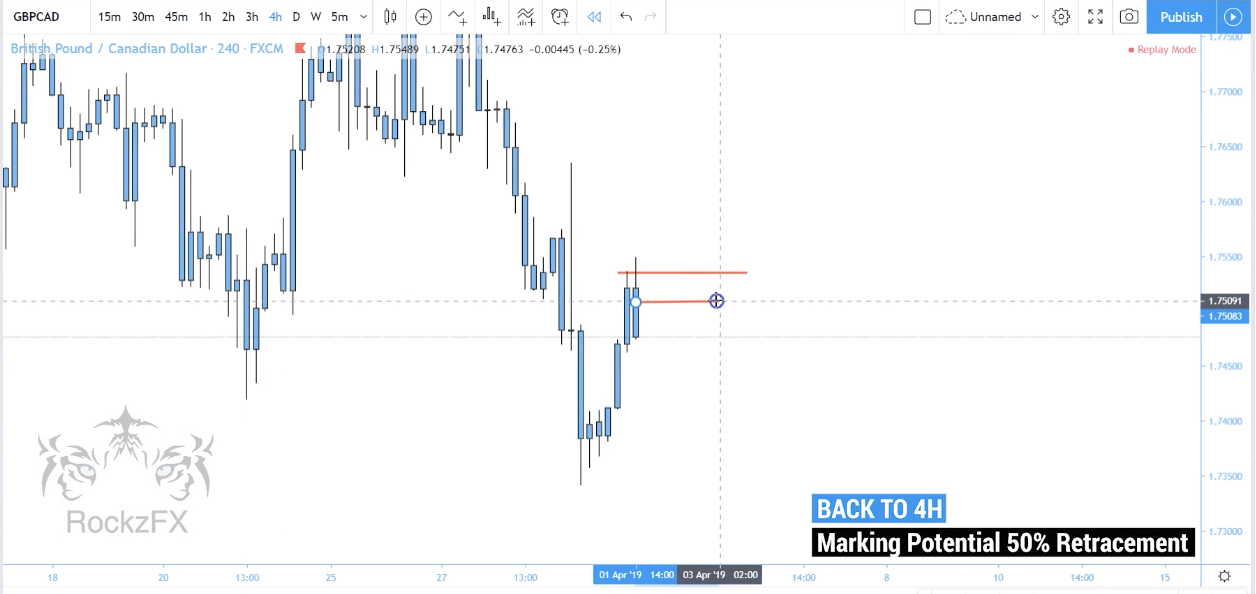 GBPCAD 15m 30m 45m 1h 2h 3h 4h D W 5m Unnamed Publish
British Pound / Canadian Dollar · 240 · FXCM 1.75208 H1.75489 L1.74751 1.74763 -0.00445 (-0.25%) Replay Mode
1.77500
1.77000
1.76500
1.76000
1.75500
1.75091
1.75083
1.74500
1.74000
1.73500
1.73000
RockzFX
BACK TO 4H
Marking Potential 50% Retracement
18 20 13:00 25 27 13:00 01 Apr '19 14:00 03 Apr '19 02:00 14:00 8 10 14:00 15